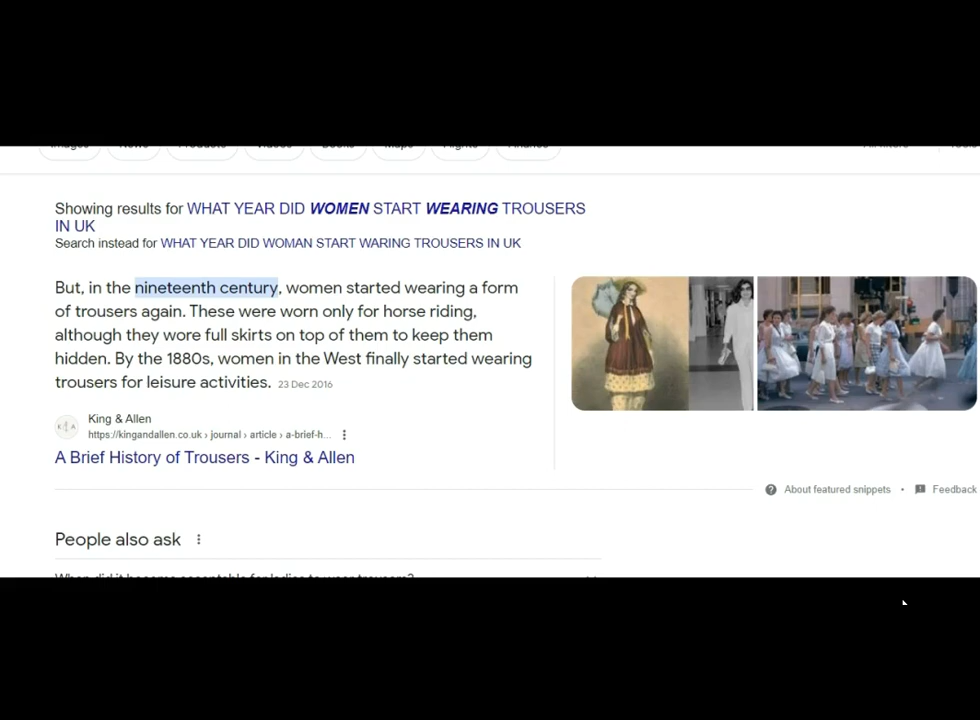 Showing results for WHAT YEAR DID WOMEN START WEARING TROUSERS
IN UK
Search instead for WHAT YEAR DID WOMAN START WARING TROUSERS IN UK
But, in the nineteenth century, women started wearing a form
of trousers again. These were worn only for horse riding,
although they wore full skirts on top of them to keep them
hidden. By the 1880s, women in the West finally started wearing
trousers for leisure activities. 23 Dec 2016
King & Allen
https://kingandallen.co.uk › journal › article › a-brief-h...
A Brief History of Trousers - King & Allen
About featured snippets • Feedback
People also ask